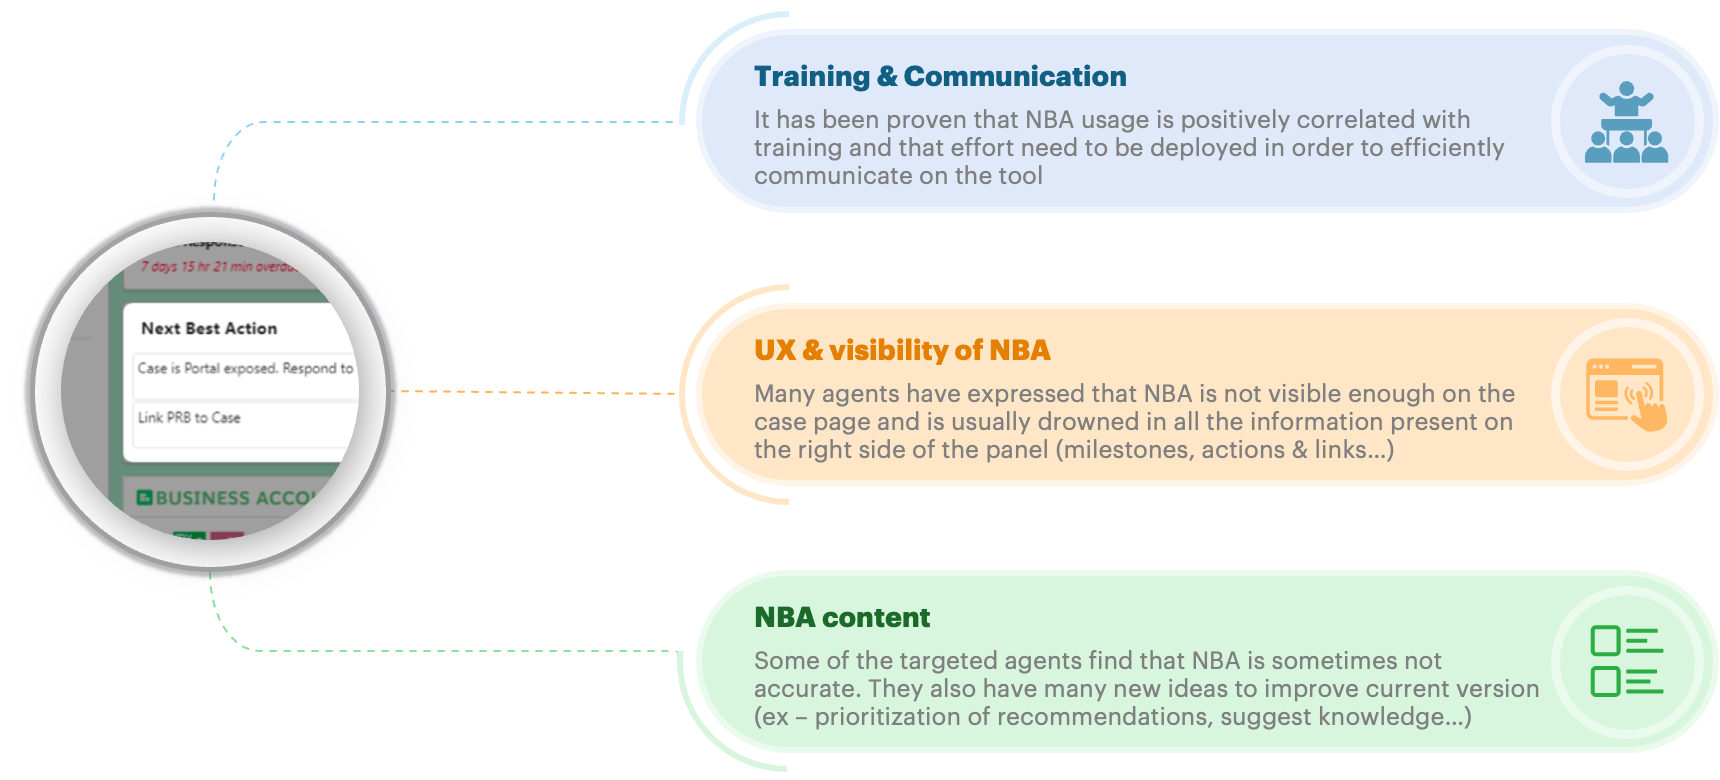 Training & Communication
It has been proven that NBA usage is positively correlated with
training and that effort need to be deployed in order to efficiently
communicate on the tool
7 days 15 hr 21 min
Next Best Action
Case is Portal exposed. Respond to
Link PRB to Case
BUSINESS
UX & visibility of NBA
Many agents have expressed that NBA is not visible enough on the
case page and is usually drowned in all the information present on
the right side of the panel (milestones, actions & links...)
NBA content
Some of the targeted agents find that NBA is sometimes not
accurate. They also have many new ideas to improve current version
(ex – prioritization of recommendations, suggest knowledge...)